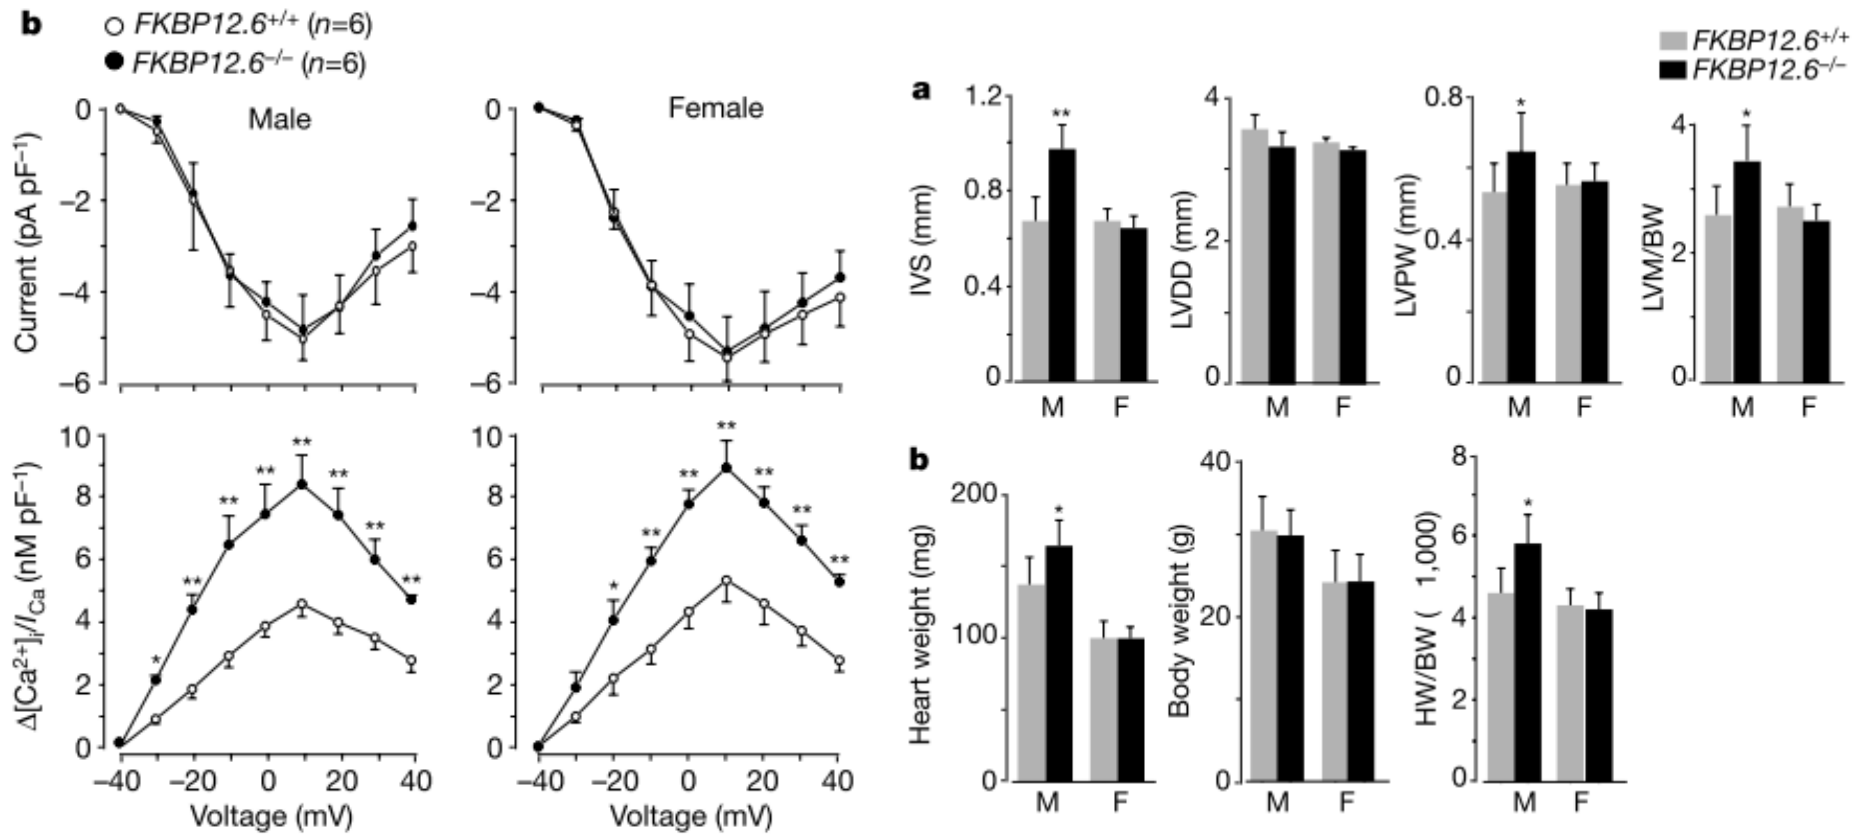 b
FKBP12.6+/+ (n=6)
FKBP12.6−/− (n=6)
Male
Female
Current (pA pF−1)
0
−2
−4
−6
0
−2
−4
−6
Δ[Ca2+]i/ICa (nM pF−1)
10
8
6
4
2
0
10
8
6
4
2
0
* ** ** ** ** ** ** **
* ** ** ** ** ** **
−40 −20 0 20 40
−40 −20 0 20 40
Voltage (mV)
Voltage (mV)
FKBP12.6+/+
FKBP12.6−/−
a
IVS (mm)
1.2
0.8
0.4
0
**
M F
LVDD (mm)
4
2
0
M F
LVPW (mm)
0.8
0.4
0
*
M F
LVM/BW
4
2
0
*
M F
b
Heart weight (mg)
200
100
0
*
M F
Body weight (g)
40
20
0
M F
HW/BW ( 1,000)
8
6
4
2
0
*
M F